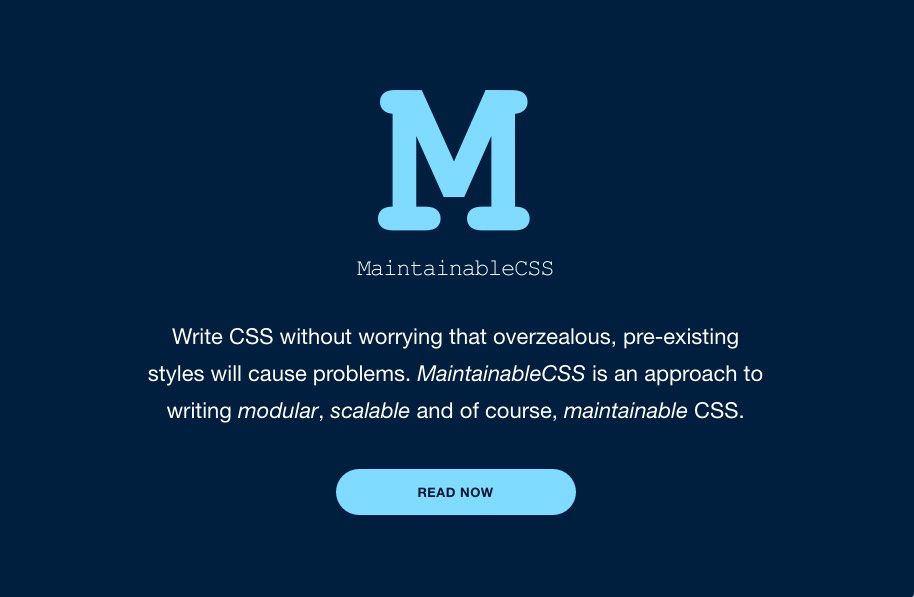 M
MaintainableCSS
Write CSS without worrying that overzealous, pre-existing
styles will cause problems. MaintainableCSS is an approach to
writing modular, scalable and of course, maintainable CSS.
READ NOW